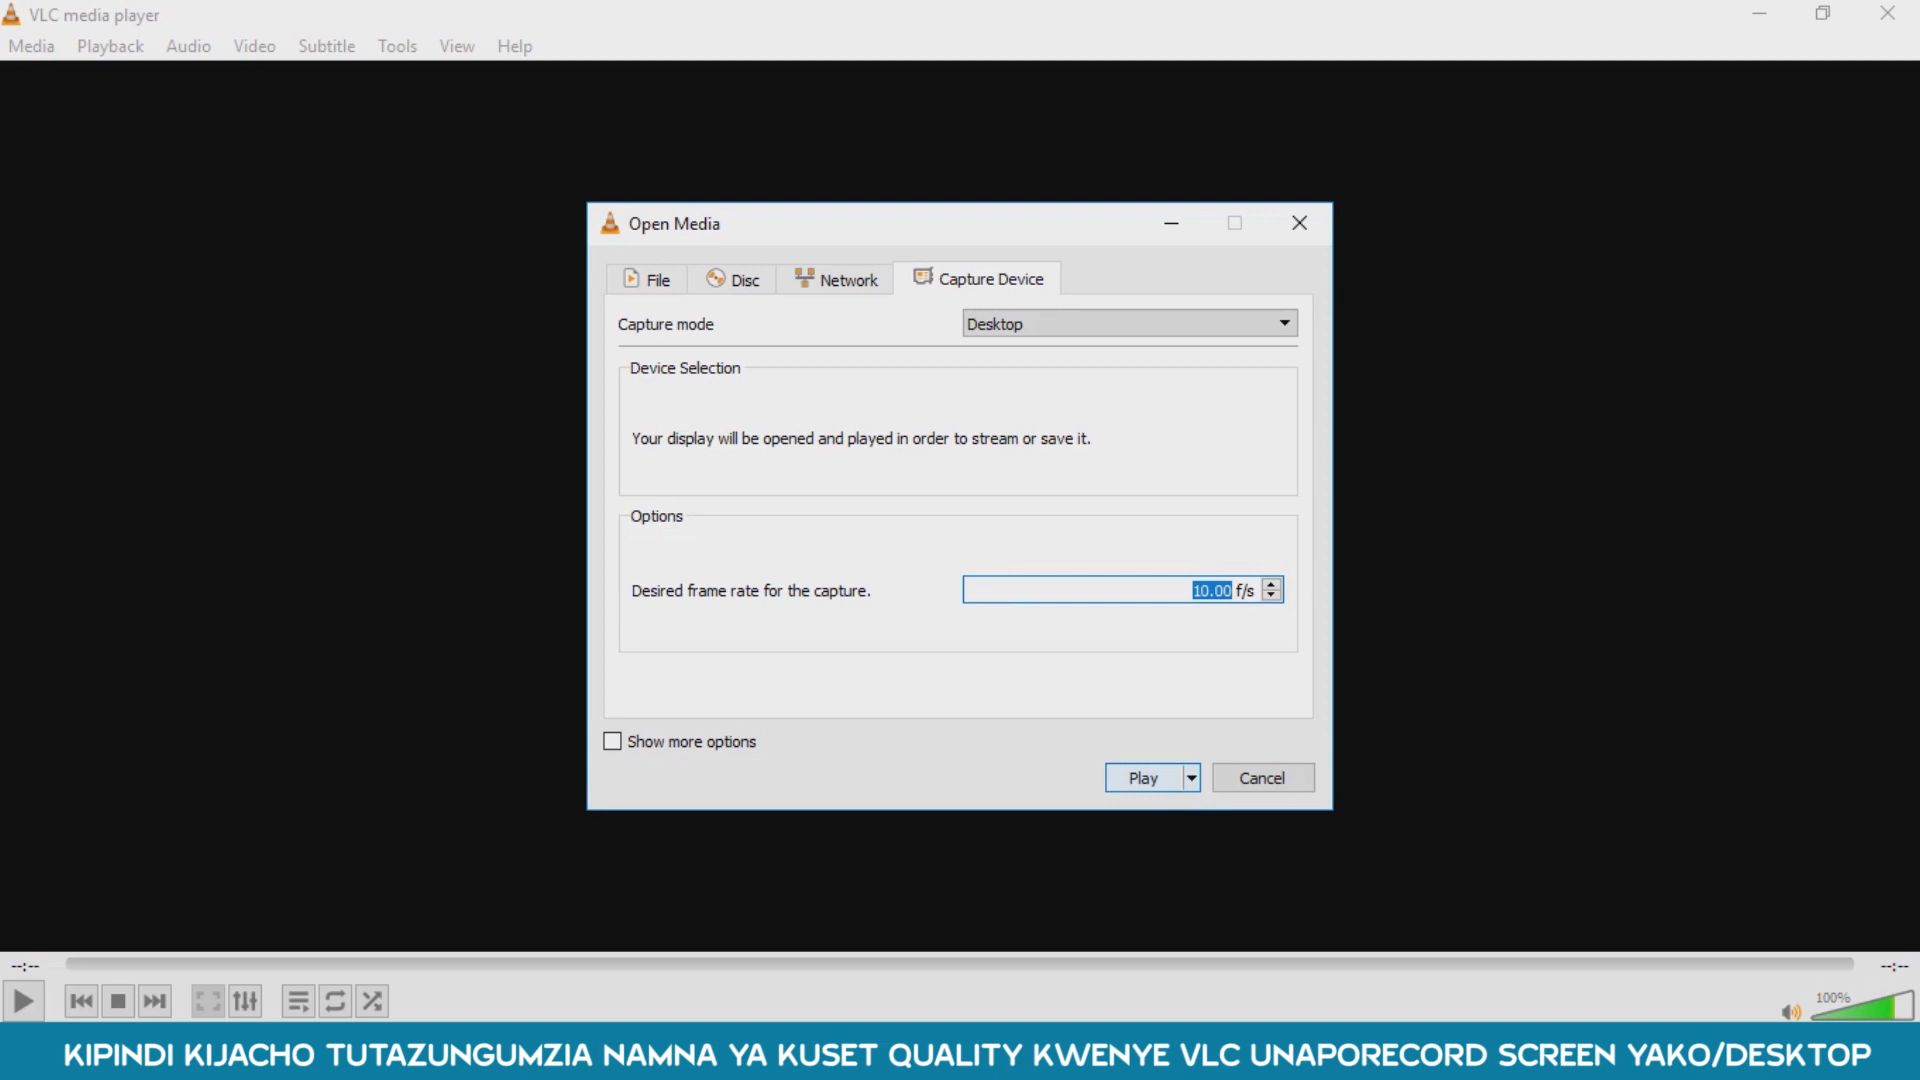 VLC media player
Media Playback Audio Video Subtitle Tools View Help
Open Media
File Disc Network Capture Device
Capture mode Desktop
Device Selection
Your display will be opened and played in order to stream or save it.
Options
Desired frame rate for the capture. 10.00 f/s
Show more options
Play Cancel
--:-- --:--
100%
KIPINDI KIJACHO TUTAZUNGUMZIA NAMNA YA KUSET QUALITY KWENYE VLC UNAPORECORD SCREEN YAKO/DESKTOP